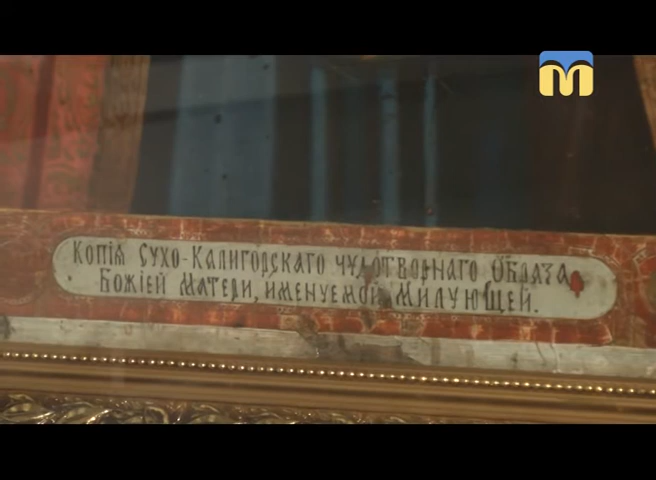 М
Копія Сухо-Калигорскаго чудотворнаго Образа
Божіей Матери, именуемой Милующей.